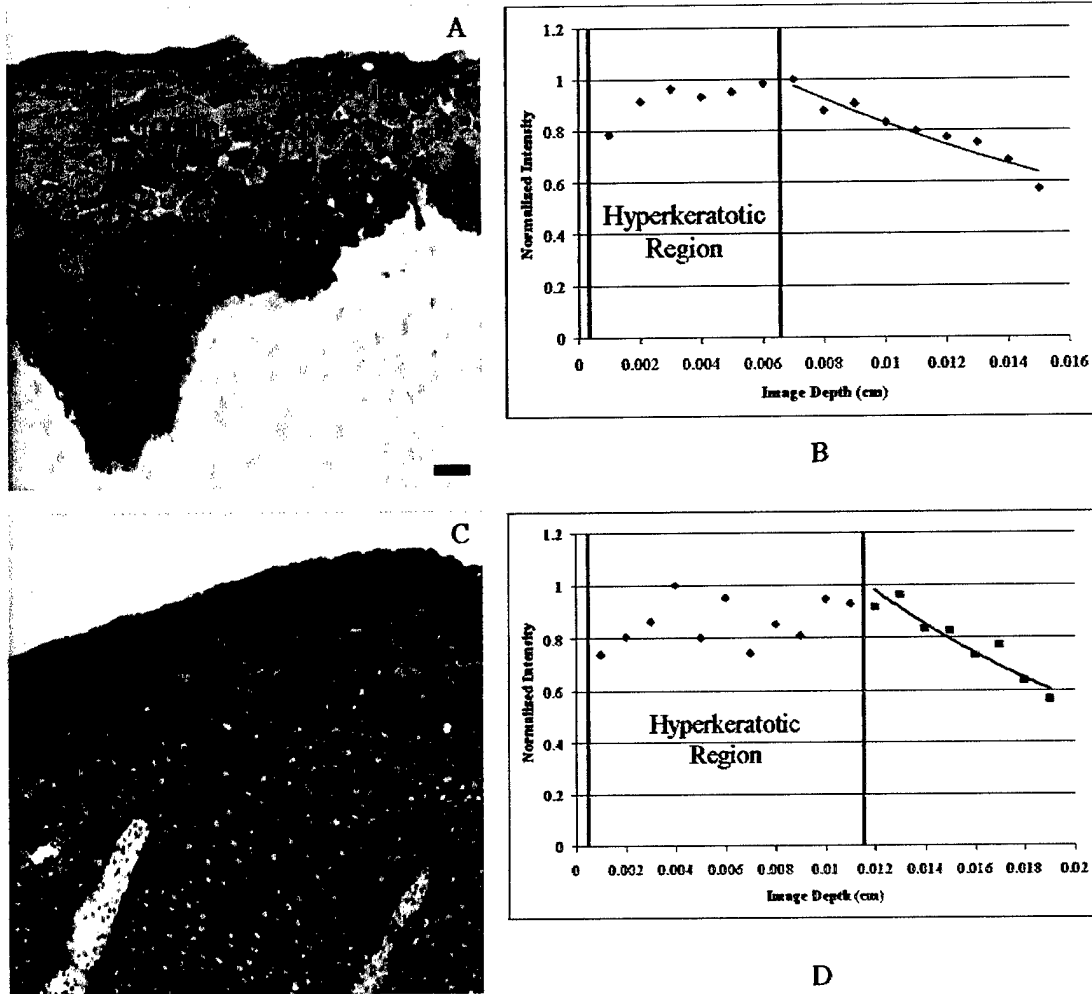 A
1.2
1
0.8
0.6
0.4
0.2
0
Normalized Intensity
Hyperkeratotic
Region
0 0.002 0.004 0.006 0.008 0.01 0.012 0.014 0.016
Image Depth (cm)
B
C
1.2
1
0.8
0.6
0.4
0.2
0
Normalized Intensity
Hyperkeratotic
Region
0 0.002 0.004 0.006 0.008 0.01 0.012 0.014 0.016 0.018 0.02
Image Depth (cm)
D